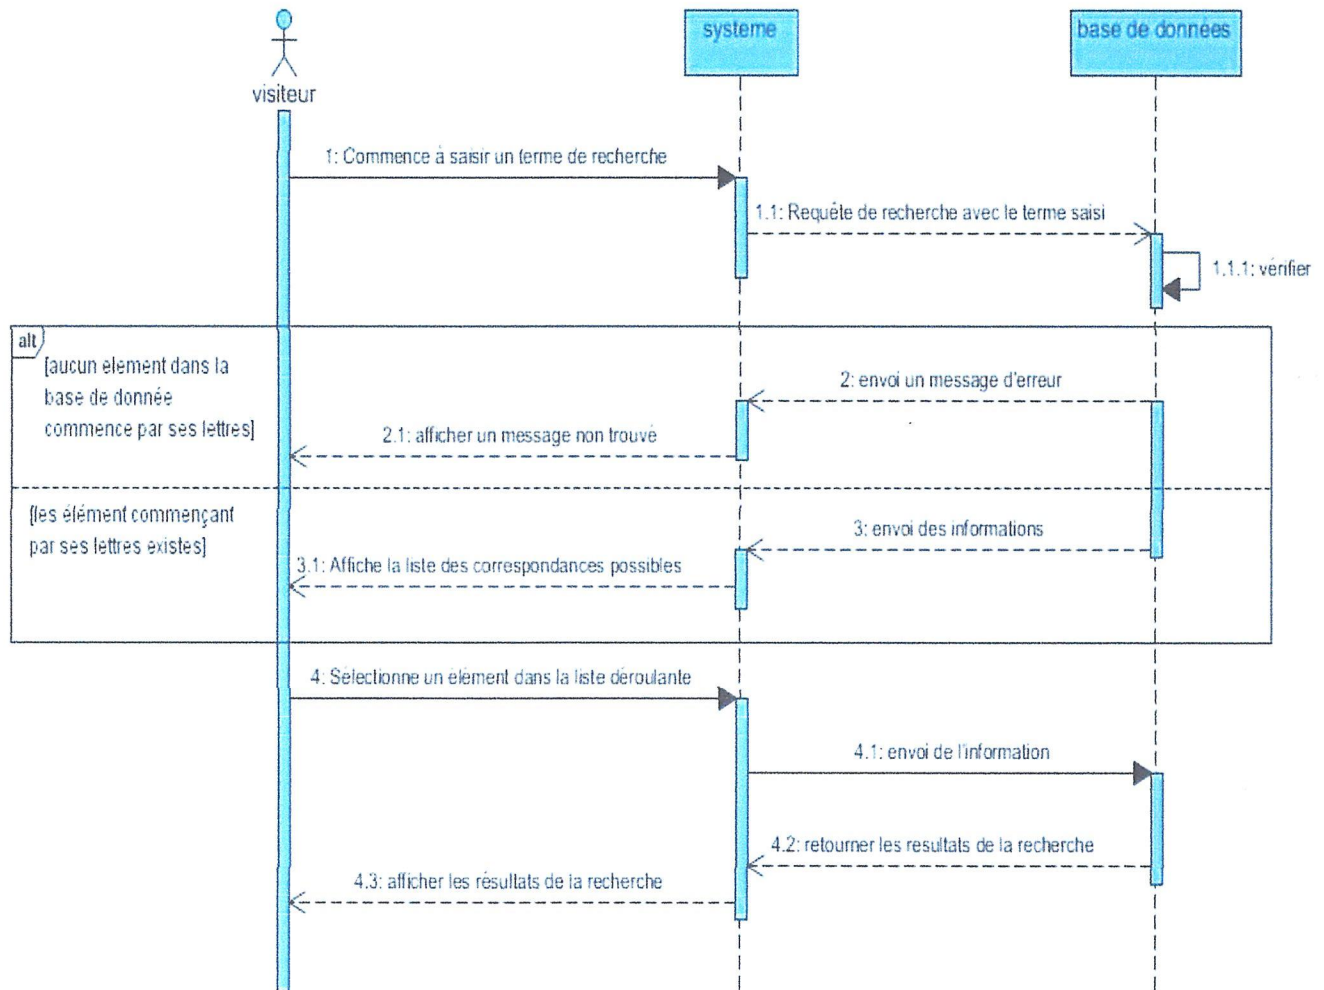 systeme
base de données
visiteur
1: Commence à saisir un terme de recherche
1.1: Requête de recherche avec le terme saisi
1.1.1: vérifier
alt
[aucun element dans la
base de donnée
commence par ses lettres]
2: envoi un message d'erreur
2.1: afficher un message non trouvé
[les élément commençant
par ses lettres existes]
3: envoi des informations
3.1: Affiche la liste des correspondances possibles
4: Sélectionne un élément dans la liste déroulante
4.1: envoi de l'information
4.2: retourner les resultats de la recherche
4.3: afficher les résultats de la recherche